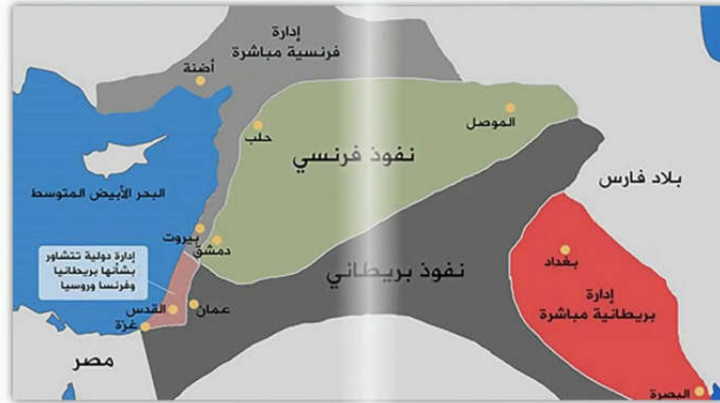 إدارة
فرنسية مباشرة
أضنة
الموصل
حلب
نفوذ فرنسي
بلاد فارس
البحر الأبيض المتوسط
بيروت
دمشق
إدارة دولية تتشاور
بشأنها بريطانيا
وفرنسا وروسيا
نفوذ بريطاني
بغداد
إدارة
بريطانية مباشرة
القدس
عمان
غزة
مصر
البصرة